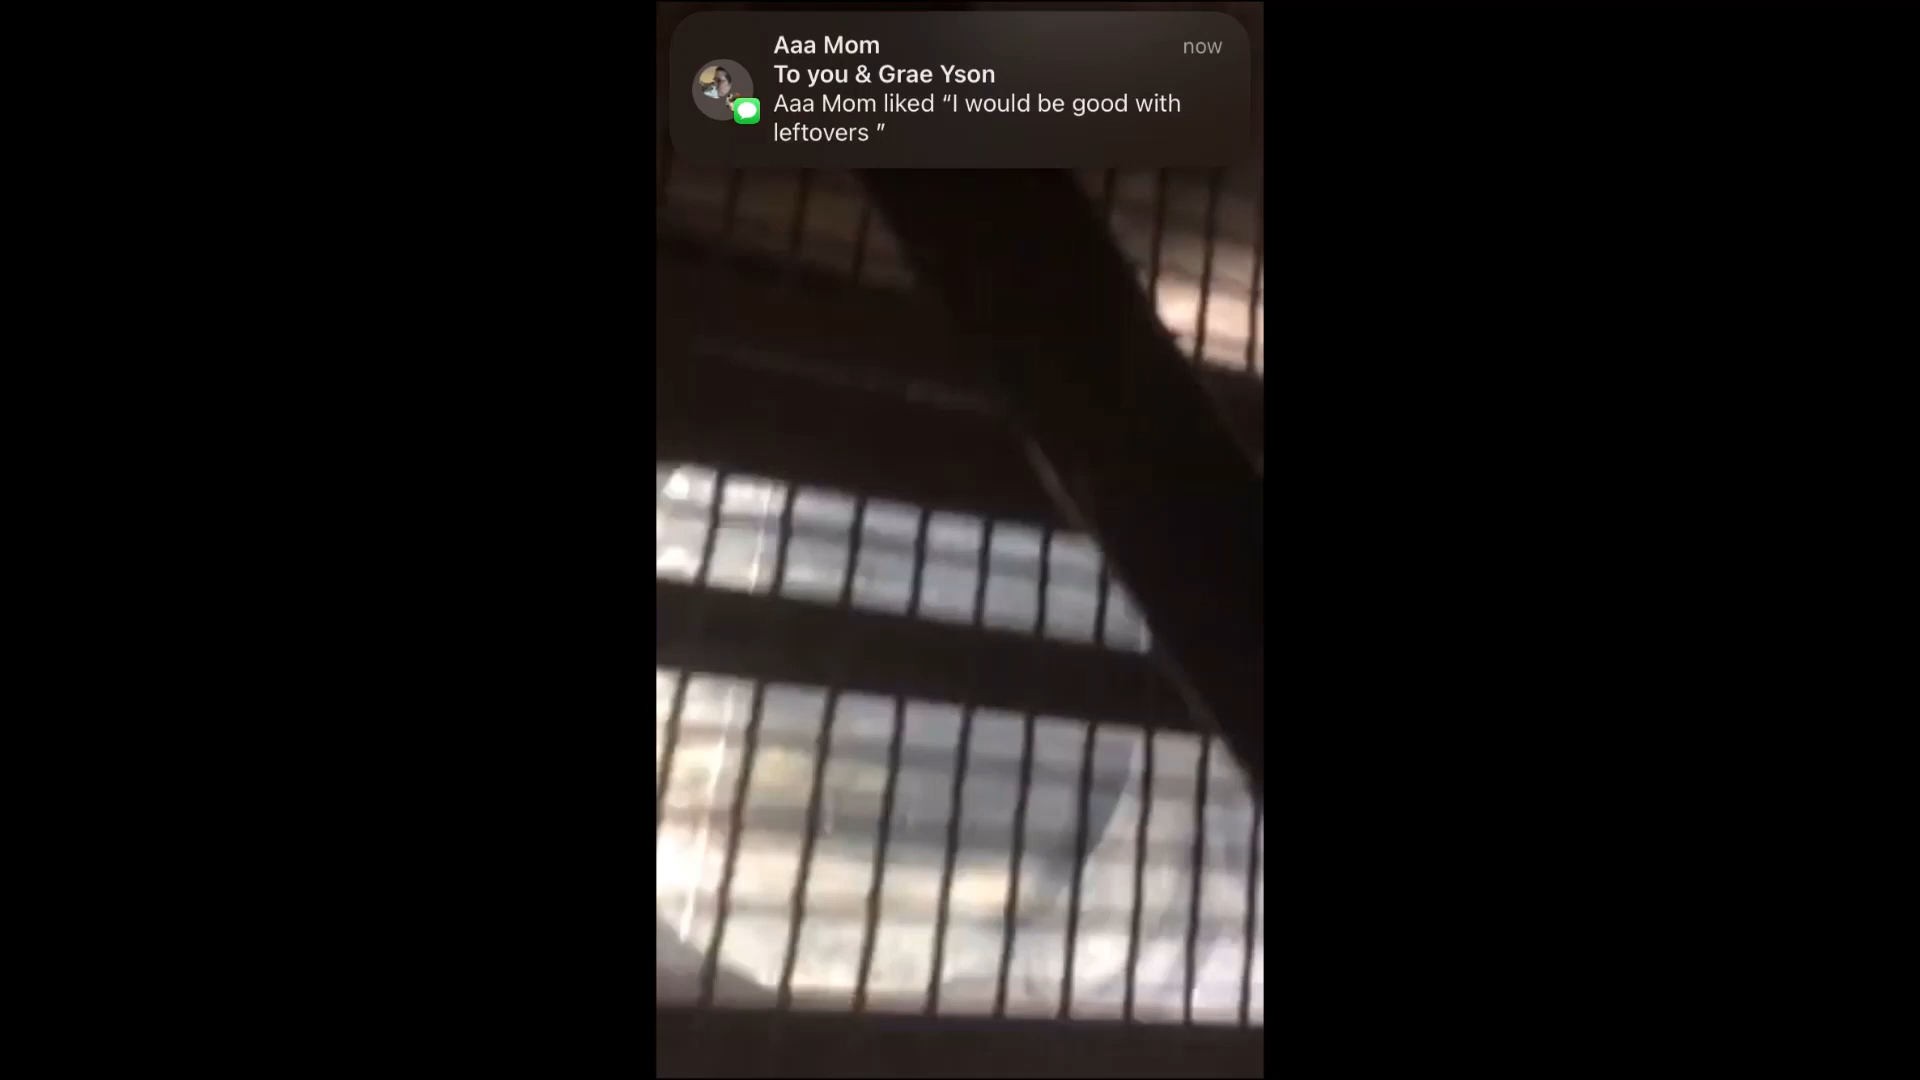 Aaa Mom
now
To you & Grae Yson
Aaa Mom liked “I would be good with
leftovers ”